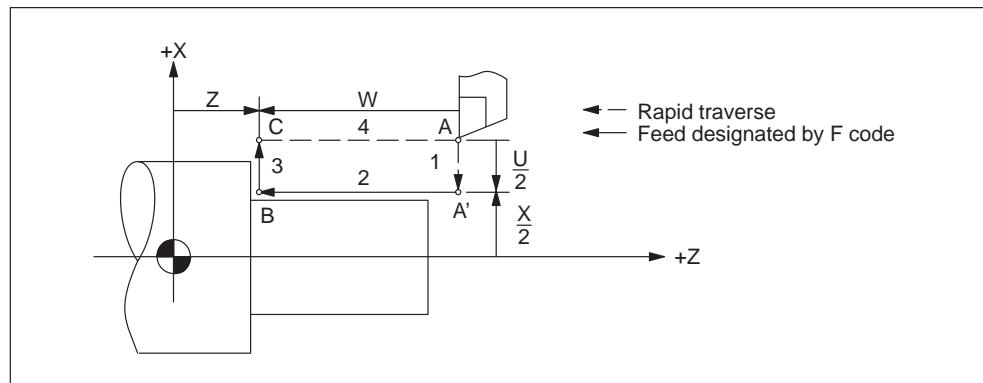 +X
Z
W
C
4
A
Rapid traverse
Feed designated by F code
3
1
U
2
2
B
A’
X
2
+Z